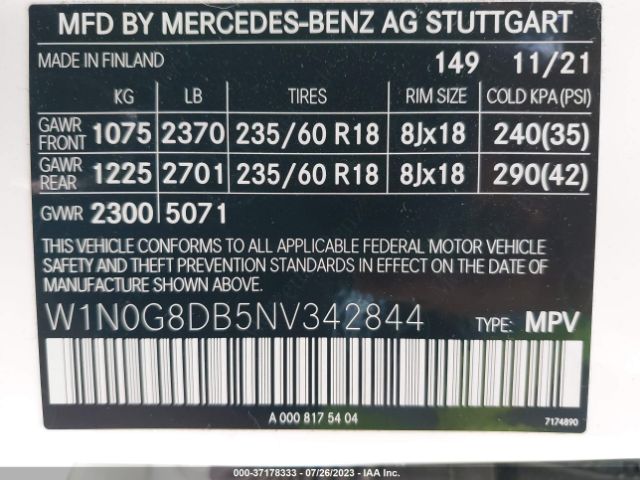 MFD BY MERCEDES-BENZ AG STUTTGART
MADE IN FINLAND 149 11/21
KG LB TIRES RIM SIZE COLD KPA(PSI)
GAWR FRONT 1075 2370 235/60 R18 8Jx18 240(35)
GAWR REAR 1225 2701 235/60 R18 8Jx18 290(42)
GVWR 2300 5071
THIS VEHICLE CONFORMS TO ALL APPLICABLE FEDERAL MOTOR VEHICLE
SAFETY AND THEFT PREVENTION STANDARDS IN EFFECT ON THE DATE OF
MANUFACTURE SHOWN ABOVE.
W1N0G8DB5NV342844 TYPE: MPV
A 000 817 54 04
7174890
000-37178333 / 07/26/2023 - IAA Inc.